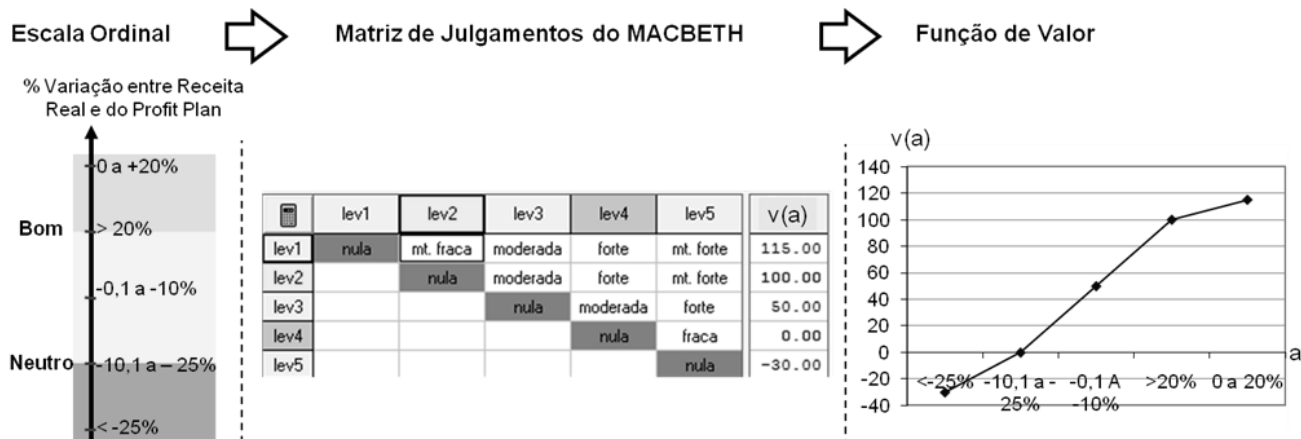 Escala Ordinal
Matriz de Julgamentos do MACBETH
Função de Valor
% Variação entre Receita
Real e do Profit Plan
0 a +20%
Bom
> 20%
-0,1 a -10%
Neutro
-10,1 a – 25%
< -25%
lev1 lev2 lev3 lev4 lev5 v(a)
lev1 nula mt. fraca moderada forte mt. forte 115.00
lev2 nula moderada forte mt. forte 100.00
lev3 nula moderada forte 50.00
lev4 nula fraca 0.00
lev5 nula -30.00
v(a)
140
120
100
80
60
40
20
0
-20
-40
a
<-25% -10,1 a - -0,1 A >20% 0 a 20%
25% -10%